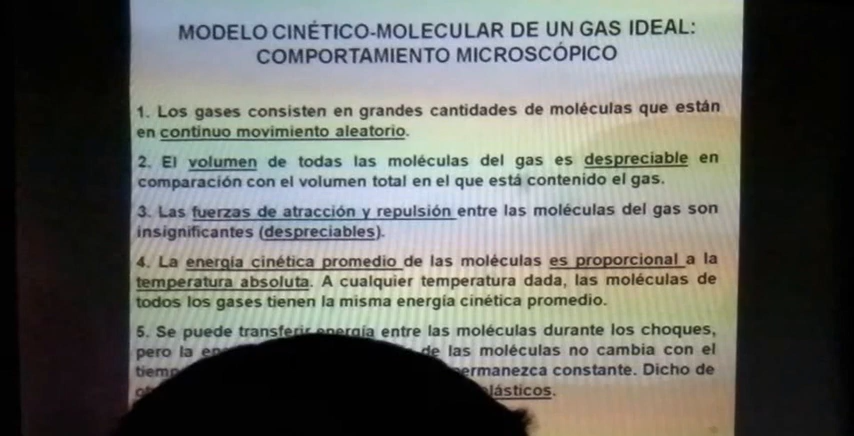 MODELO CINÉTICO-MOLECULAR DE UN GAS IDEAL:
COMPORTAMIENTO MICROSCÓPICO
1. Los gases consisten en grandes cantidades de moléculas que están
en continuo movimiento aleatorio.
2. El volumen de todas las moléculas del gas es despreciable en
comparación con el volumen total en el que está contenido el gas.
3. Las fuerzas de atracción y repulsión entre las moléculas del gas son
insignificantes (despreciables).
4. La energía cinética promedio de las moléculas es proporcional a la
temperatura absoluta. A cualquier temperatura dada, las moléculas de
todos los gases tienen la misma energía cinética promedio.
5. Se puede transferir energía entre las moléculas durante los choques,
pero la de las moléculas no cambia con el
constante. Dicho de